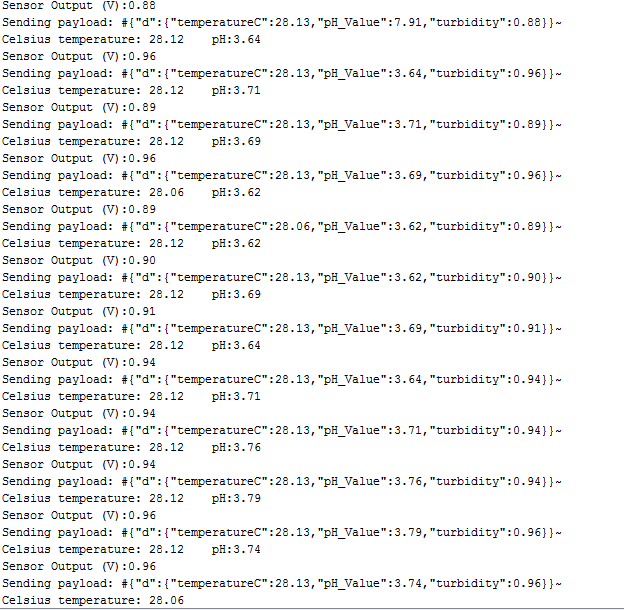 Sensor Output (V):0.88
Sending payload: #{"d":{"temperatureC":28.13,"pH_Value":7.91,"turbidity":0.88}}~
Celsius temperature: 28.12    pH:3.64
Sensor Output (V):0.96
Sending payload: #{"d":{"temperatureC":28.13,"pH_Value":3.64,"turbidity":0.96}}~
Celsius temperature: 28.12    pH:3.71
Sensor Output (V):0.89
Sending payload: #{"d":{"temperatureC":28.13,"pH_Value":3.71,"turbidity":0.89}}~
Celsius temperature: 28.12    pH:3.69
Sensor Output (V):0.96
Sending payload: #{"d":{"temperatureC":28.13,"pH_Value":3.69,"turbidity":0.96}}~
Celsius temperature: 28.06    pH:3.62
Sensor Output (V):0.89
Sending payload: #{"d":{"temperatureC":28.06,"pH_Value":3.62,"turbidity":0.89}}~
Celsius temperature: 28.12    pH:3.62
Sensor Output (V):0.90
Sending payload: #{"d":{"temperatureC":28.13,"pH_Value":3.62,"turbidity":0.90}}~
Celsius temperature: 28.12    pH:3.69
Sensor Output (V):0.91
Sending payload: #{"d":{"temperatureC":28.13,"pH_Value":3.69,"turbidity":0.91}}~
Celsius temperature: 28.12    pH:3.64
Sensor Output (V):0.94
Sending payload: #{"d":{"temperatureC":28.13,"pH_Value":3.64,"turbidity":0.94}}~
Celsius temperature: 28.12    pH:3.71
Sensor Output (V):0.94
Sending payload: #{"d":{"temperatureC":28.13,"pH_Value":3.71,"turbidity":0.94}}~
Celsius temperature: 28.12    pH:3.76
Sensor Output (V):0.94
Sending payload: #{"d":{"temperatureC":28.13,"pH_Value":3.76,"turbidity":0.94}}~
Celsius temperature: 28.12    pH:3.79
Sensor Output (V):0.96
Sending payload: #{"d":{"temperatureC":28.13,"pH_Value":3.79,"turbidity":0.96}}~
Celsius temperature: 28.12    pH:3.74
Sensor Output (V):0.96
Sending payload: #{"d":{"temperatureC":28.13,"pH_Value":3.74,"turbidity":0.96}}~
Celsius temperature: 28.06